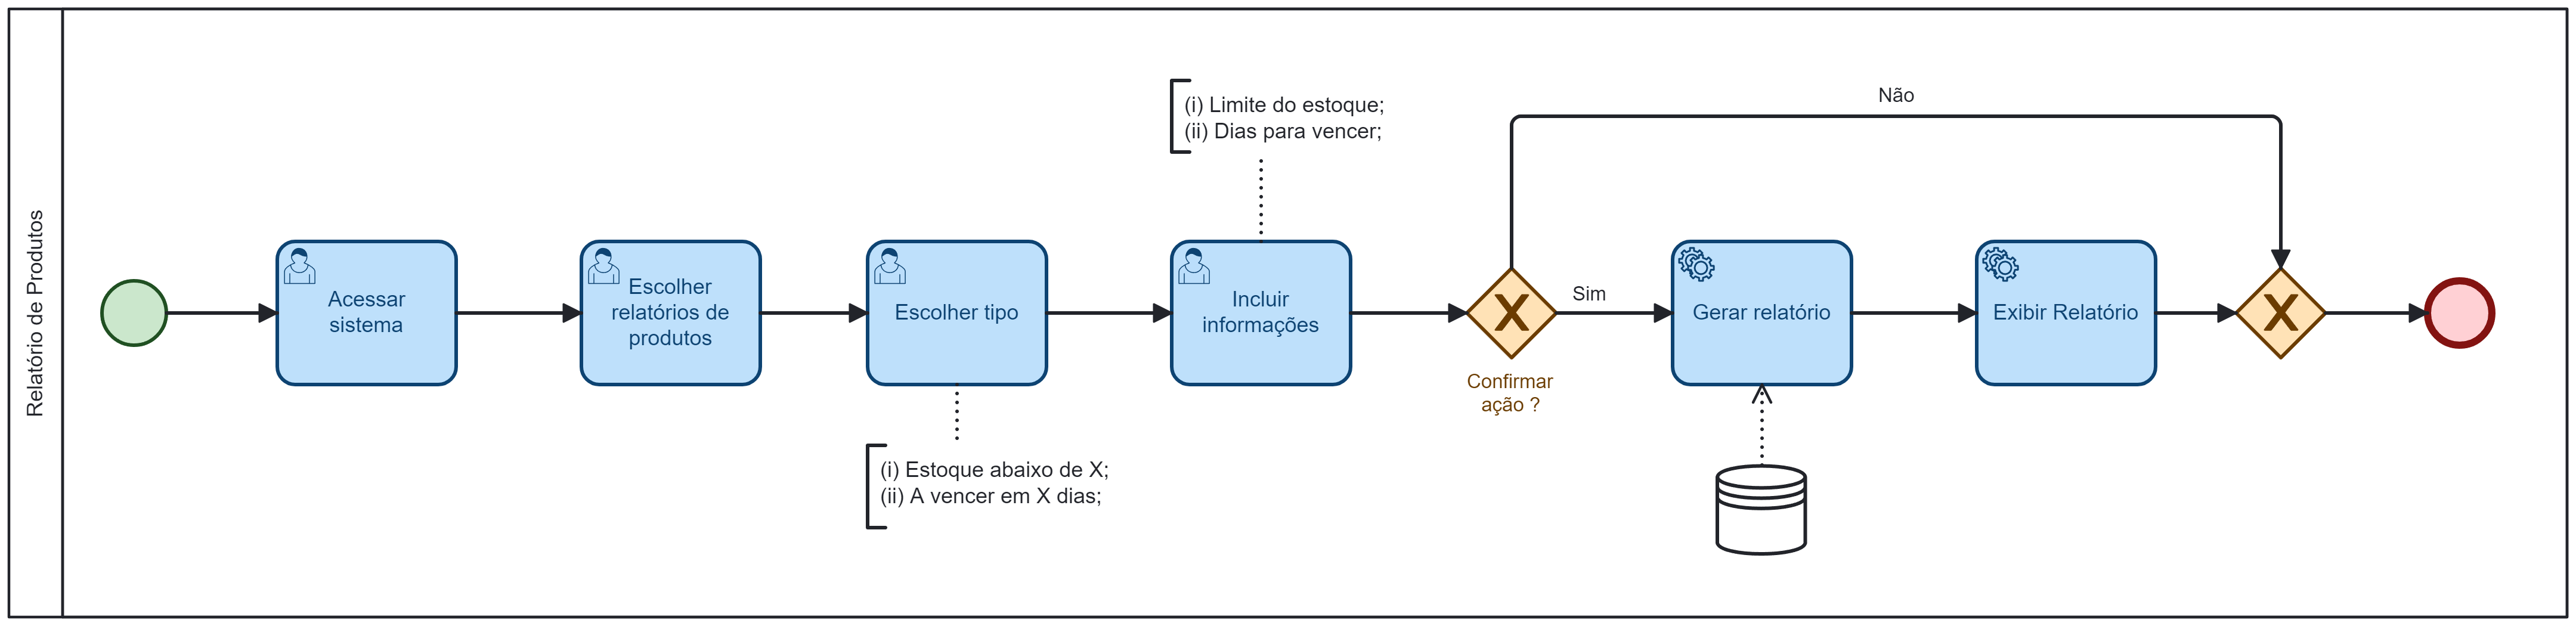 Relatório de Produtos
Acessar
sistema
Escolher
relatórios de
produtos
Escolher tipo
(i) Estoque abaixo de X;
(ii) A vencer em X dias;
Incluir
informações
(i) Limite do estoque;
(ii) Dias para vencer;
Confirmar
ação ?
Não
Sim
Gerar relatório
Exibir Relatório